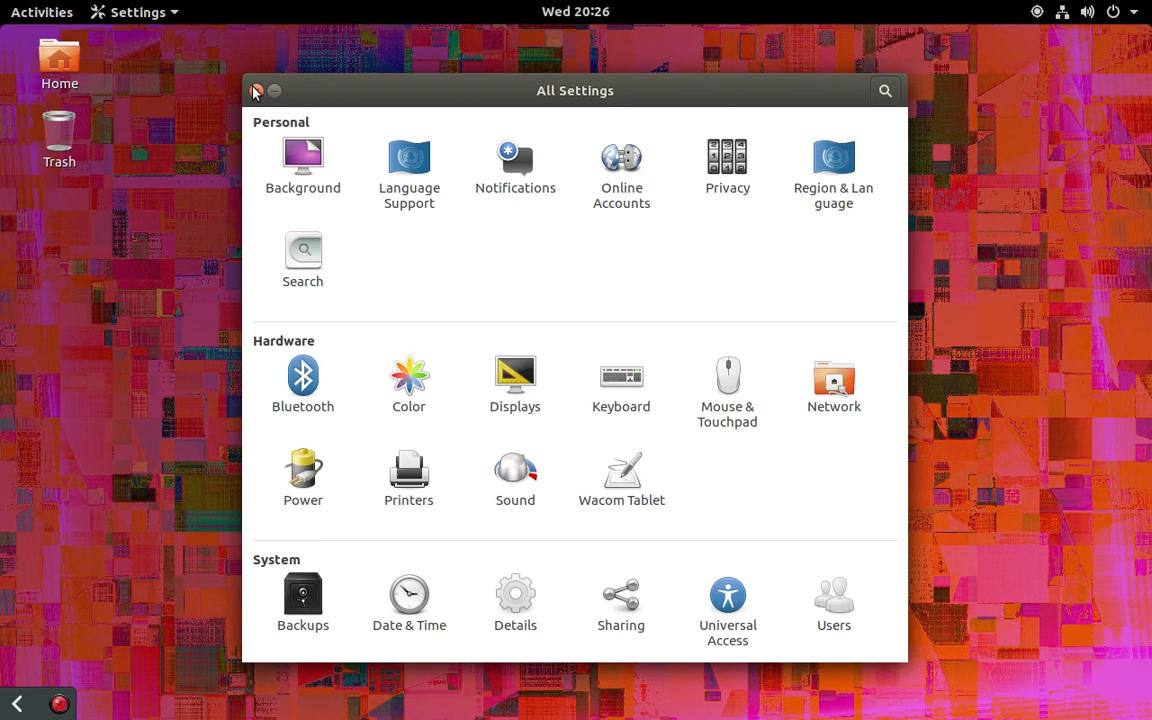 Activities Settings Wed 20:26
Home
Trash
All Settings
Personal
Background Language Support Notifications Online Accounts Privacy Region & Lan guage
Search
Hardware
Bluetooth Color Displays Keyboard Mouse & Touchpad Network
Power Printers Sound Wacom Tablet
System
Backups Date & Time Details Sharing Universal Access Users